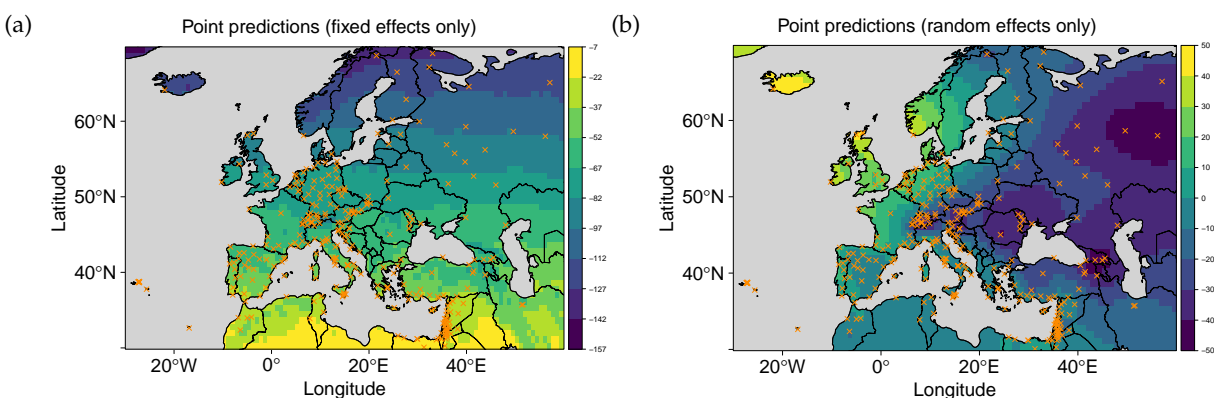 (a)
Point predictions (fixed effects only)
60°N
50°N
40°N
Latitude
20°W
0°
20°E
40°E
Longitude
-7
-22
-37
-52
-67
-82
-97
-112
-127
-142
-157
(b)
Point predictions (random effects only)
60°N
50°N
40°N
Latitude
20°W
0°
20°E
40°E
Longitude
50
40
30
20
10
0
-10
-20
-30
-40
-50